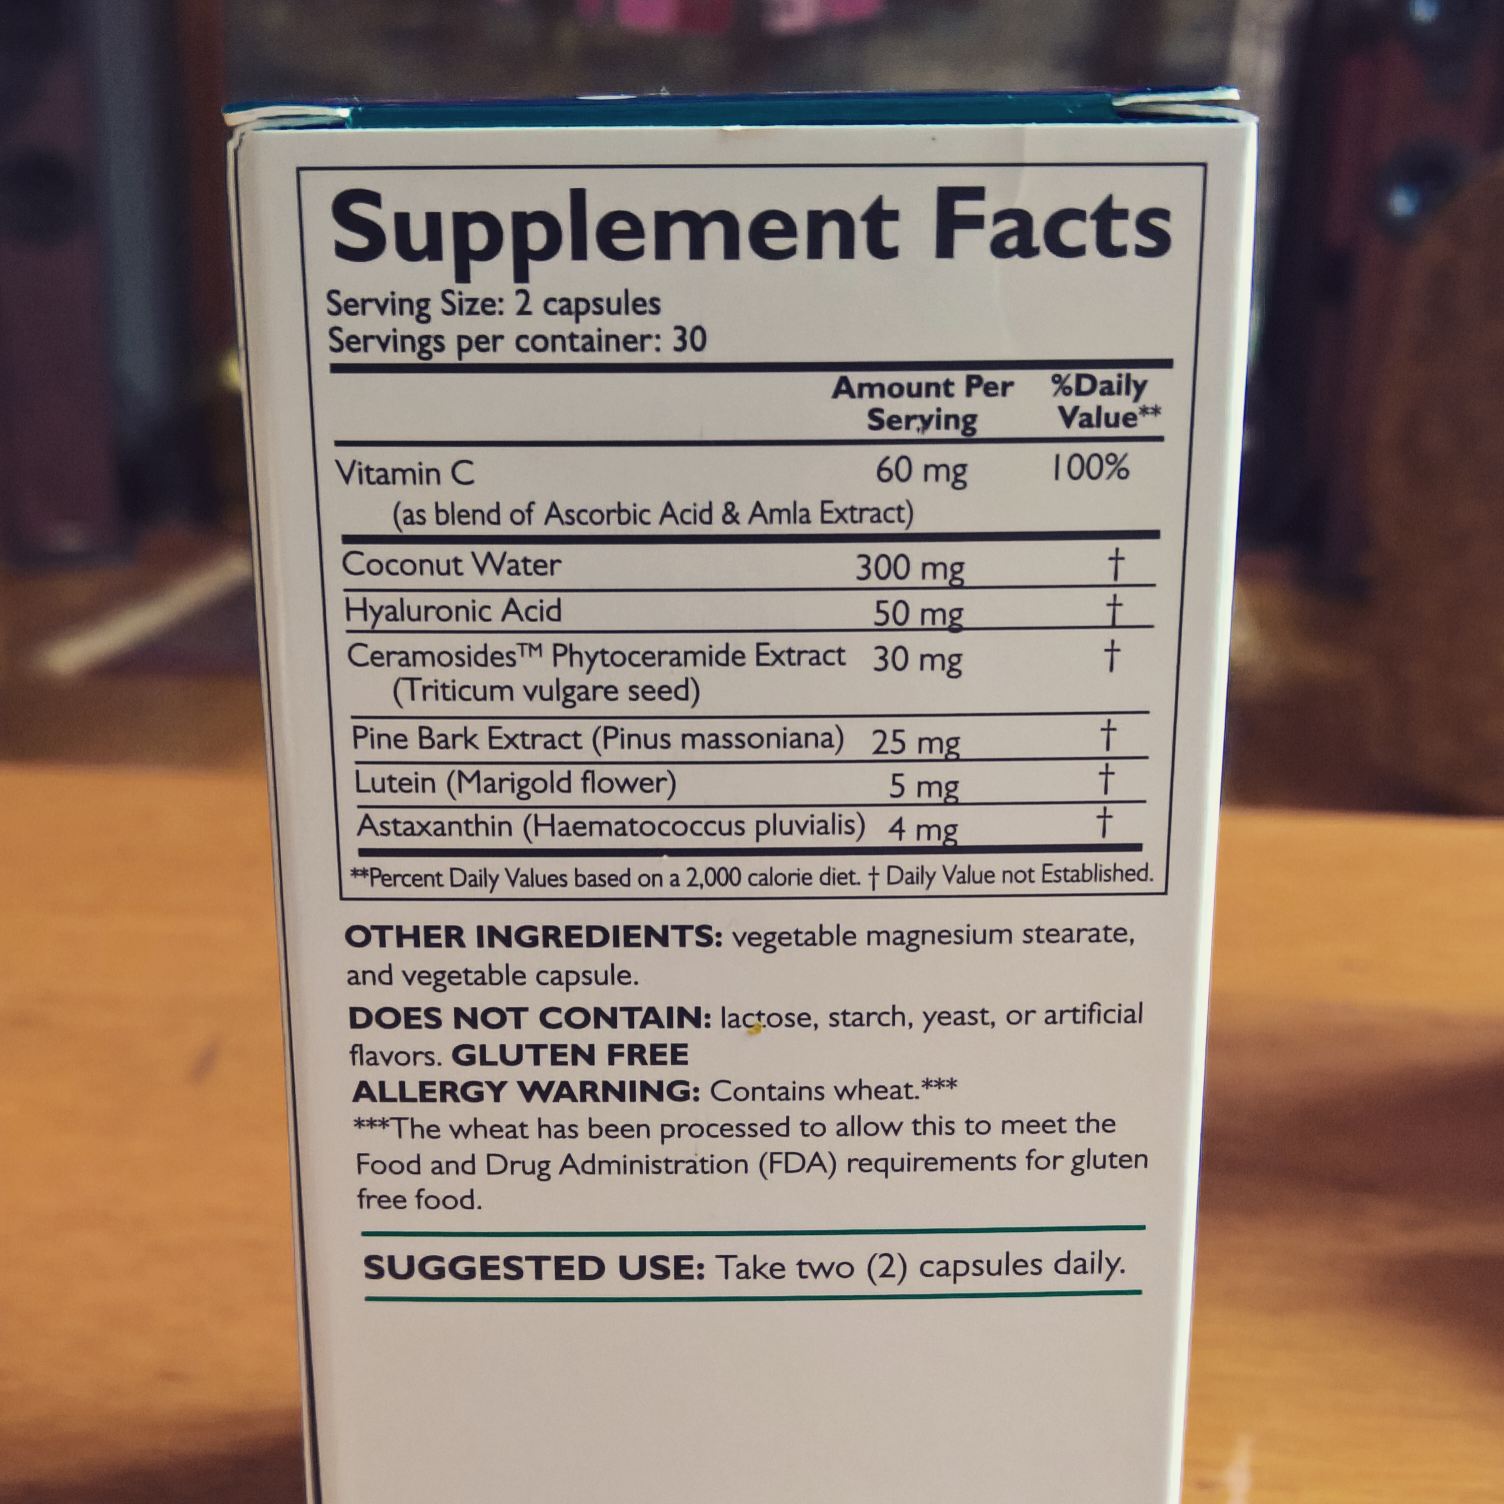 Supplement Facts
Serving Size: 2 capsules
Servings per container: 30
Amount Per Serving %Daily Value**
Vitamin C 60 mg 100%
(as blend of Ascorbic Acid & Amla Extract)
Coconut Water 300 mg †
Hyaluronic Acid 50 mg †
Ceramosides™ Phytoceramide Extract 30 mg †
(Triticum vulgare seed)
Pine Bark Extract (Pinus massoniana) 25 mg †
Lutein (Marigold flower) 5 mg †
Astaxanthin (Haematococcus pluvialis) 4 mg †
**Percent Daily Values based on a 2,000 calorie diet. † Daily Value not Established.
OTHER INGREDIENTS: vegetable magnesium stearate,
and vegetable capsule.
DOES NOT CONTAIN: lactose, starch, yeast, or artificial
flavors. GLUTEN FREE
ALLERGY WARNING: Contains wheat.***
***The wheat has been processed to allow this to meet the
Food and Drug Administration (FDA) requirements for gluten
free food.
SUGGESTED USE: Take two (2) capsules daily.